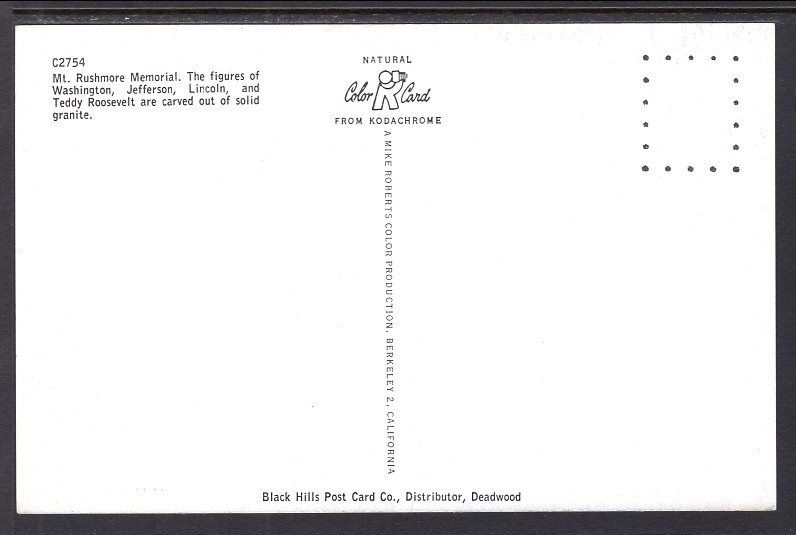 C2754
Mt. Rushmore Memorial. The figures of
Washington, Jefferson, Lincoln, and
Teddy Roosevelt are carved out of solid
granite.
NATURAL
Color Card
FROM KODACHROME
A MIKE ROBERTS COLOR PRODUCTION, BERKELEY 2, CALIFORNIA
Black Hills Post Card Co., Distributor, Deadwood